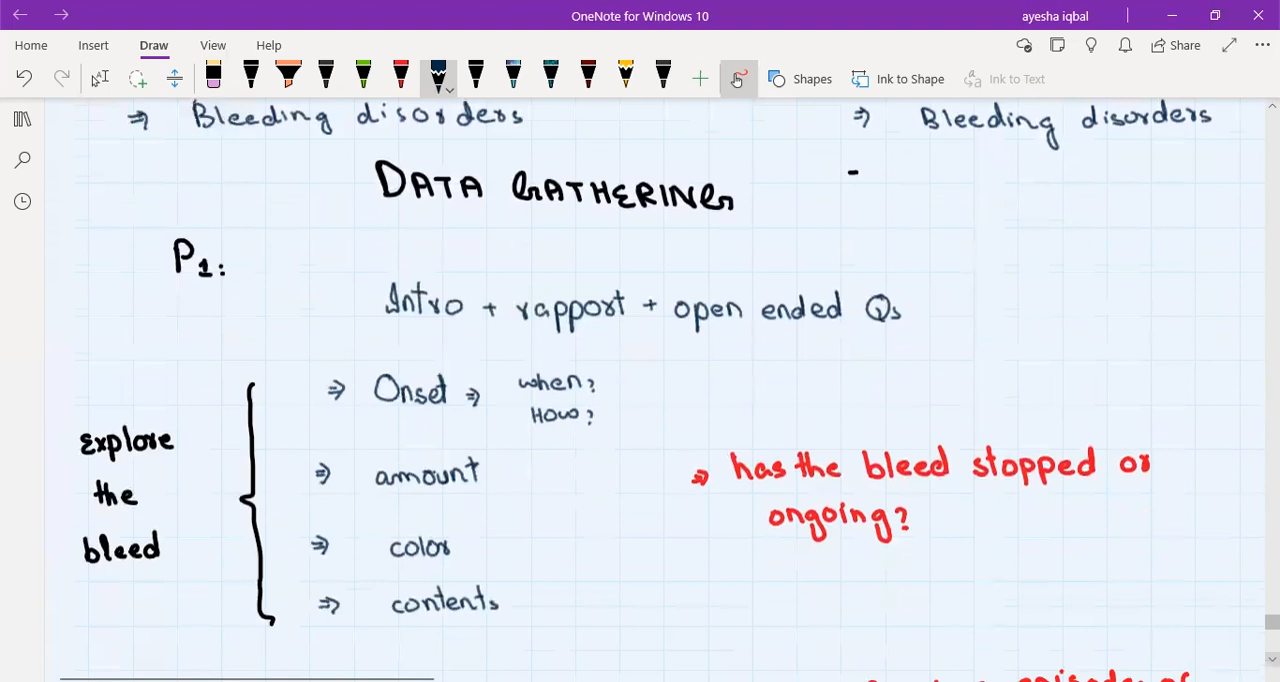 OneNote for Windows 10
ayesha iqbal
Home Insert Draw View Help
Share
Shapes Ink to Shape Ink to Text
⇒ Bleeding disorders ⇒ Bleeding disorders
DATA GATHERING
P1:
Intro + rapport + open ended Qs
⇒ Onset ⇒ when?
How?
Explore
the
bleed
⇒ amount
⇒ color
⇒ contents
⇒ has the bleed stopped or
ongoing?